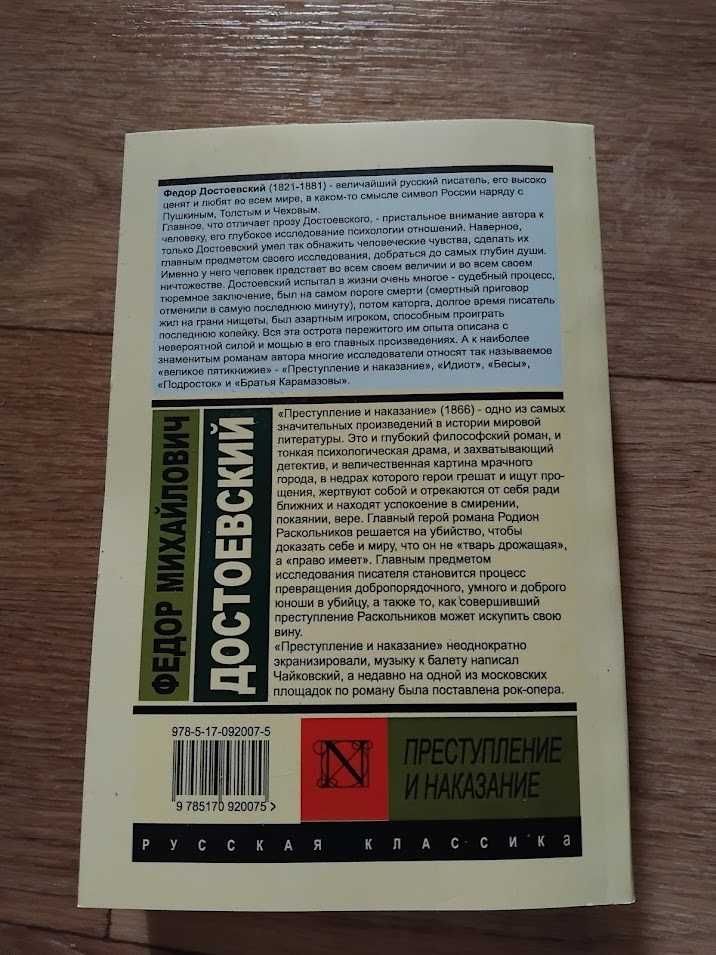 Федор Достоевский (1821-1881) - величайший русский писатель, его высоко
ценят и любят во всем мире, в каком-то смысле символ России наряду с
Пушкиным, Толстым и Чеховым.
Главное, что отличает прозу Достоевского, - пристальное внимание автора к
человеку, его глубокое исследование психологии отношений. Наверное,
только Достоевский умел так обнажить человеческие чувства, сделать их
главным предметом своего исследования, добраться до самых глубин души.
Именно у него человек предстает во всем своем величии и во всем своем
ничтожестве. Достоевский испытал в жизни очень многое - судебный процесс,
тюремное заключение, был на самом пороге смерти (смертный приговор
отменили в самую последнюю минуту), потом каторга, долгое время писатель
жил на грани нищеты, был азартным игроком, способным проиграть
последнюю копейку. Вся эта острота пережитого им опыта описана с
невероятной силой и мощью в его главных произведениях. А к наиболее
знаменитым романам автора многие исследователи относят так называемое
«великое пятикнижие» - «Преступление и наказание», «Идиот», «Бесы»,
«Подросток» и «Братья Карамазовы».
ФЕДОР МИХАЙЛОВИЧ
ДОСТОЕВСКИЙ
«Преступление и наказание» (1866) - одно из самых
значительных произведений в истории мировой
литературы. Это и глубокий философский роман, и
тонкая психологическая драма, и захватывающий
детектив, и величественная картина мрачного
города, в недрах которого герои грешат и ищут про-
щения, жертвуют собой и отрекаются от себя ради
ближних и находят успокоение в смирении,
покаянии, вере. Главный герой романа Родион
Раскольников решается на убийство, чтобы
доказать себе и миру, что он не «тварь дрожащая»,
а «право имеет». Главным предметом
исследования писателя становится процесс
превращения добропорядочного, умного и доброго
юноши в убийцу, а также то, как совершивший
преступление Раскольников может искупить свою
вину.
«Преступление и наказание» неоднократно
экранизировали, музыку к балету написал
Чайковский, а недавно на одной из московских
площадок по роману была поставлена рок-опера.
978-5-17-092007-5
9 785170 920075 >
N
ПРЕСТУПЛЕНИЕ
И НАКАЗАНИЕ
РУССКАЯ КЛАССИКа